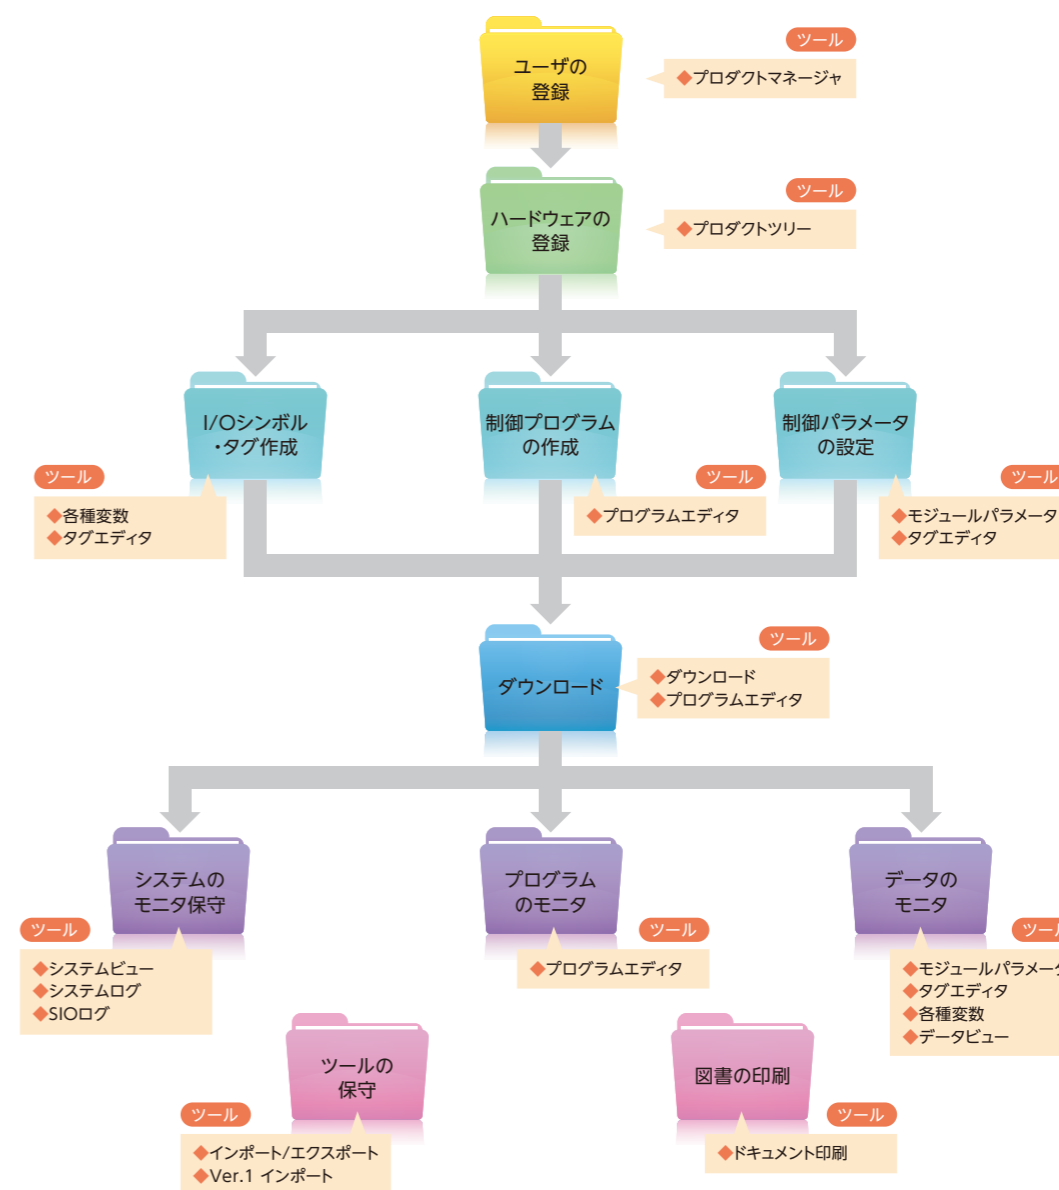 ユーザの
登録
ツール
◆プロダクトマネージャ
ハードウェアの
登録
ツール
◆プロダクトツリー
I/Oシンボル
・タグ作成
ツール
◆各種変数
◆タグエディタ
制御プログラム
の作成
ツール
◆プログラムエディタ
制御パラメータ
の設定
ツール
◆モジュールパラメータ
◆タグエディタ
ダウンロード
ツール
◆ダウンロード
◆プログラムエディタ
システムの
モニタ保守
ツール
◆システムビュー
◆システムログ
◆SIOログ
プログラム
のモニタ
ツール
◆プログラムエディタ
データの
モニタ
ツール
◆モジュールパラメータ
◆タグエディタ
◆各種変数
◆データビュー
ツールの
保守
ツール
◆インポート/エクスポート
◆Ver.1 インポート
図書の印刷
ツール
◆ドキュメント印刷